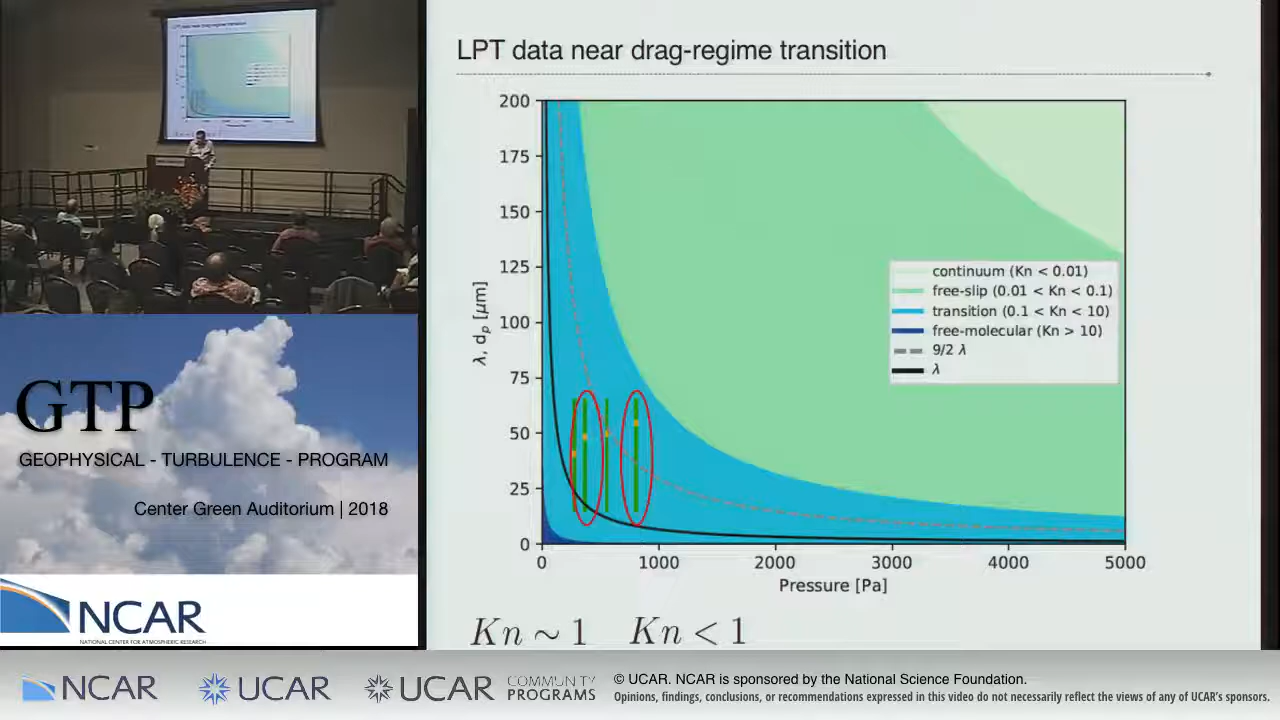 LPT data near drag-regime transition
200
175
150
125
100
75
50
25
0
λ, dₚ [μm]
0
1000
2000
3000
4000
5000
Pressure [Pa]
continuum (Kn < 0.01)
free-slip (0.01 < Kn < 0.1)
transition (0.1 < Kn < 10)
free-molecular (Kn > 10)
9/2 λ
λ
Kn ~ 1 Kn < 1
GTP
GEOPHYSICAL - TURBULENCE - PROGRAM
Center Green Auditorium | 2018
NCAR
NATIONAL CENTER FOR ATMOSPHERIC RESEARCH
NCAR
UCAR
UCAR
COMMUNITY
PROGRAMS
© UCAR. NCAR is sponsored by the National Science Foundation.
Opinions, findings, conclusions, or recommendations expressed in this video do not necessarily reflect the views of any of UCAR's sponsors.